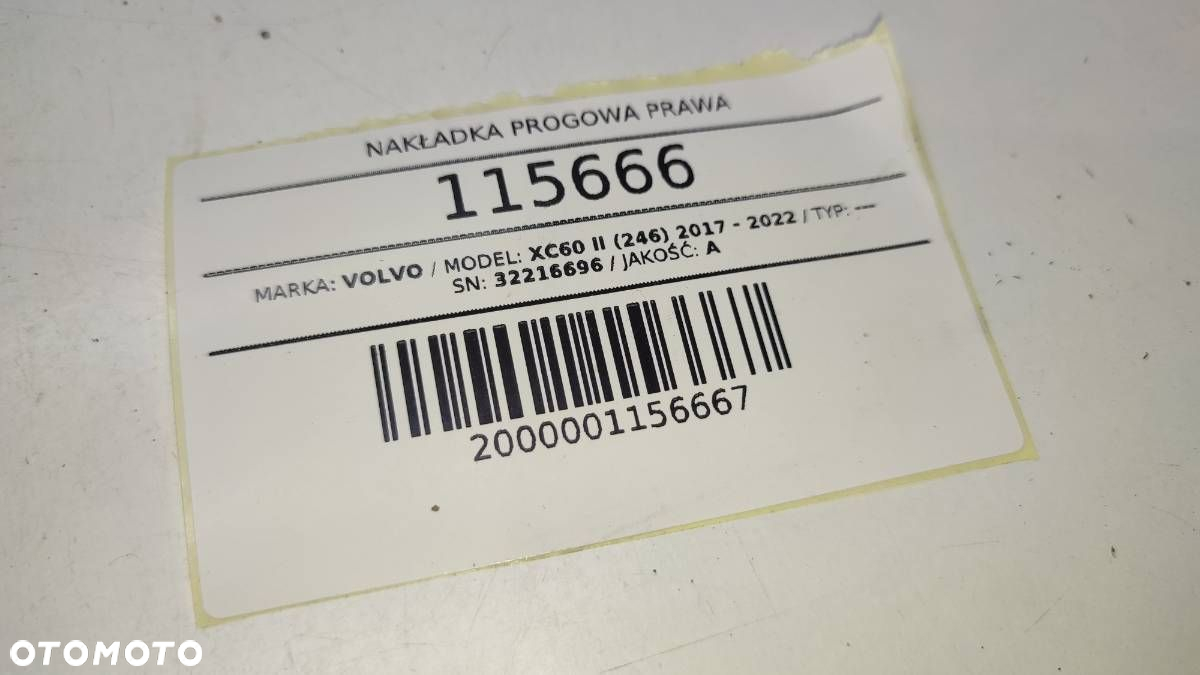 NAKŁADKA PROGOWA PRAWA
115666
MARKA: VOLVO / MODEL: XC60 II (246) 2017 - 2022 / TYP: ---
SN: 32216696 / JAKOŚĆ: A
2000001156667
OTOMOTO